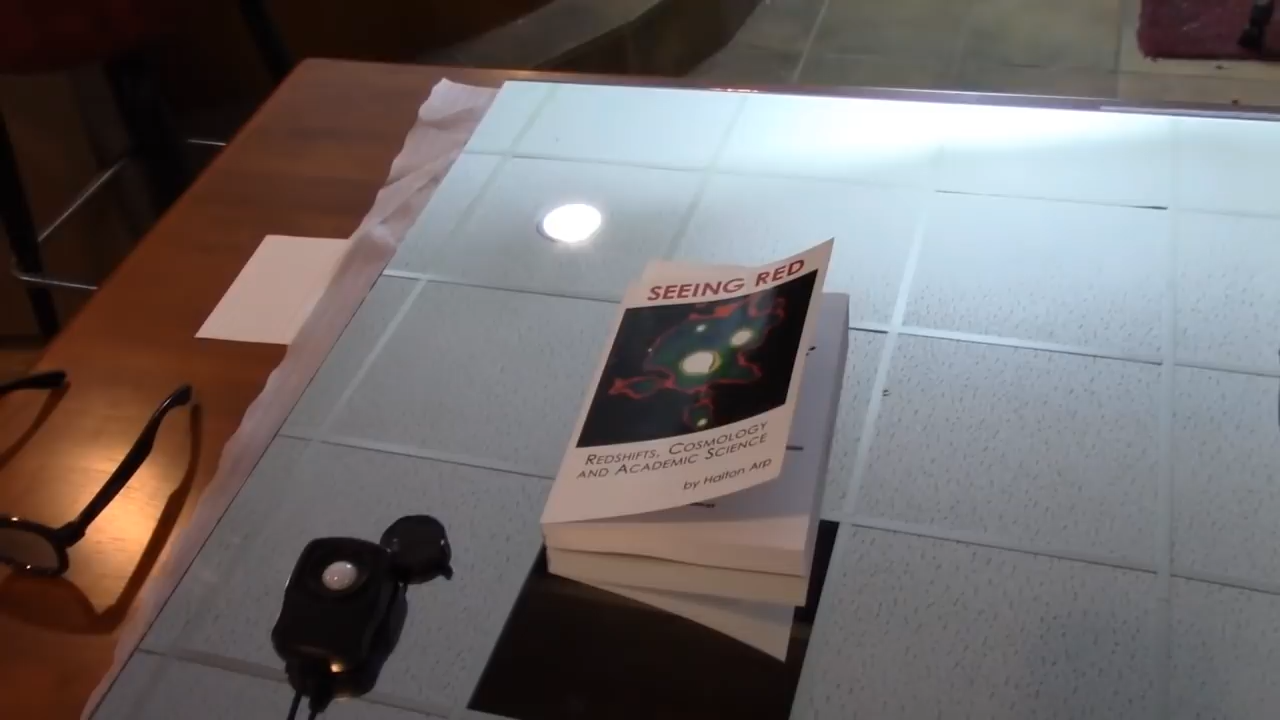 SEEING RED
REDSHIFTS, COSMOLOGY
AND ACADEMIC SCIENCE
by Halton Arp